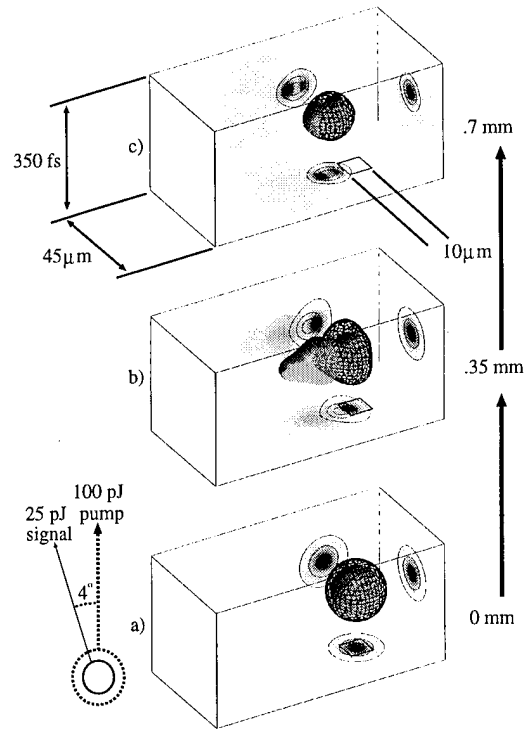 c)
350 fs
45μm
10μm
.7 mm
b)
.35 mm
100 pJ
pump
25 pJ
signal
4°
a)
0 mm